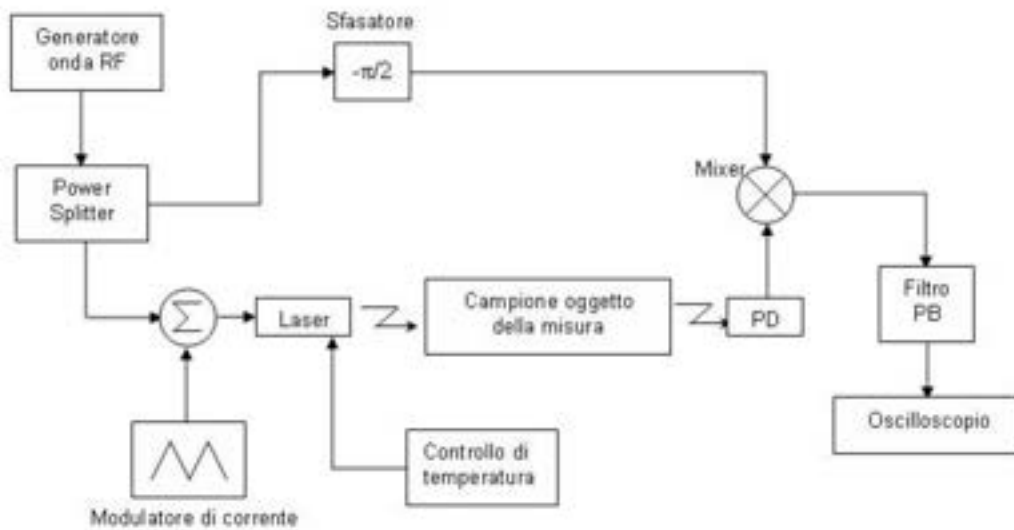 Sfasatore
Generatore
onda RF
-π/2
Mixer
Power
Splitter
Σ
Laser
Campione oggetto
della misura
PD
Filtro
PB
Oscilloscopio
Controllo di
temperatura
Modulatore di corrente